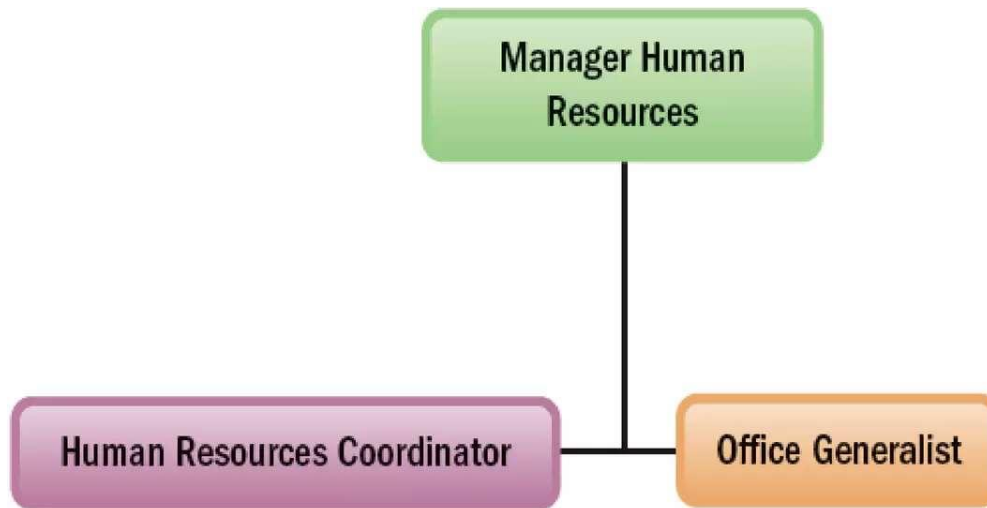 Manager Human
Resources
Human Resources Coordinator
Office Generalist